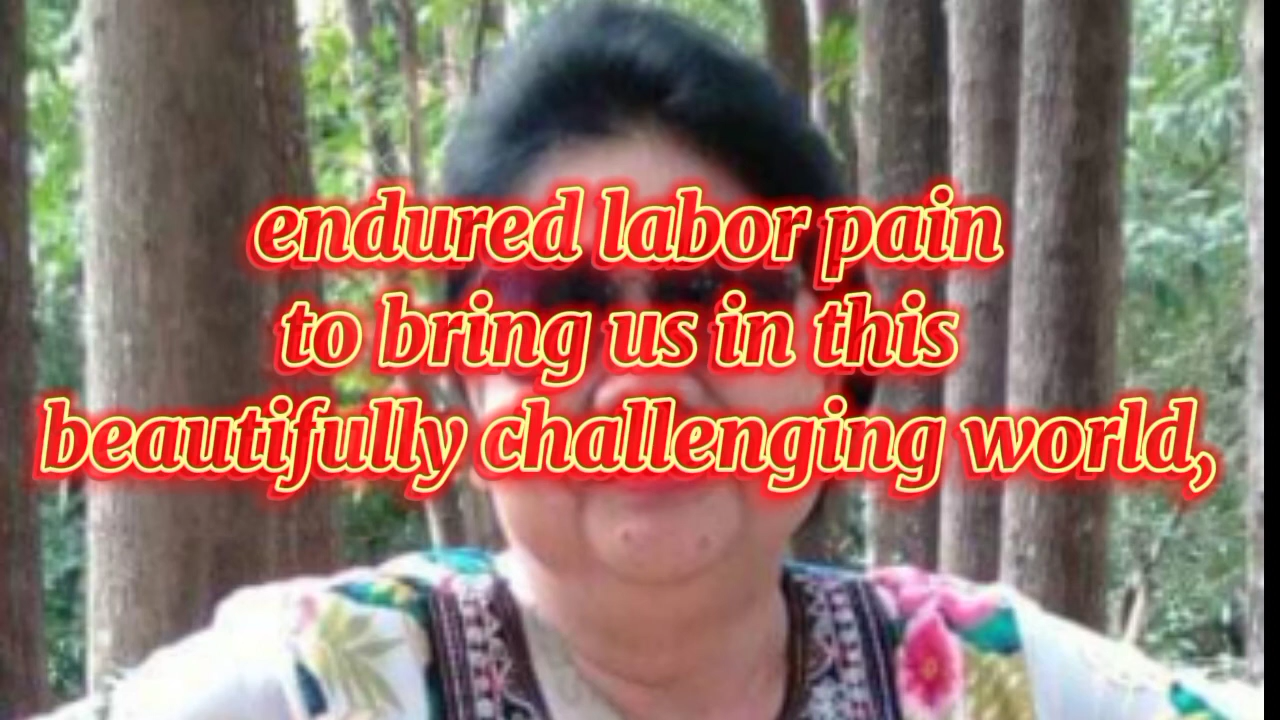 endured labor pain
to bring us in this
beautifully challenging world,